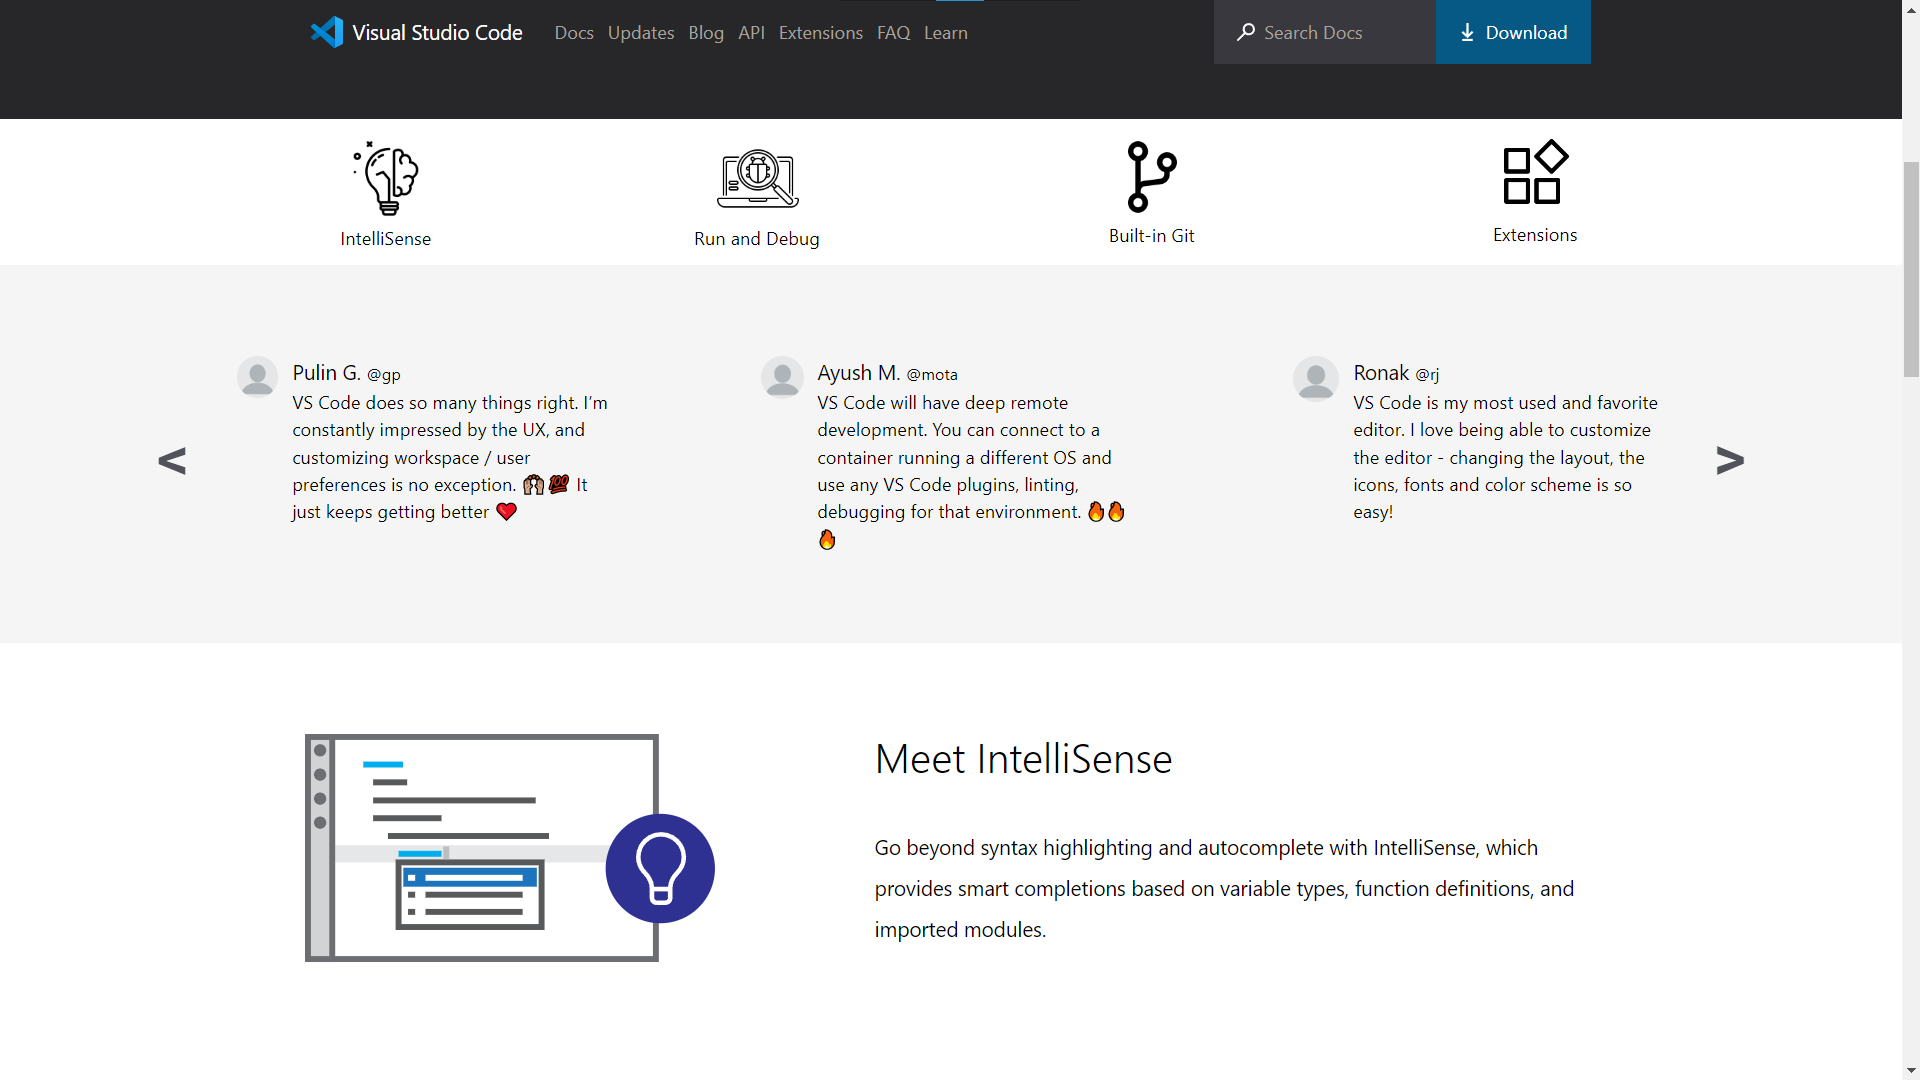 Visual Studio Code Docs Updates Blog API Extensions FAQ Learn Search Docs Download
IntelliSense Run and Debug Built-in Git Extensions
Pulin G. @gp
VS Code does so many things right. I’m
constantly impressed by the UX, and
customizing workspace / user
preferences is no exception. 🙌🏽💯 It
just keeps getting better ❤️
Ayush M. @mota
VS Code will have deep remote
development. You can connect to a
container running a different OS and
use any VS Code plugins, linting,
debugging for that environment. 🔥🔥
🔥
Ronak @rj
VS Code is my most used and favorite
editor. I love being able to customize
the editor - changing the layout, the
icons, fonts and color scheme is so
easy!
<
>
Meet IntelliSense
Go beyond syntax highlighting and autocomplete with IntelliSense, which
provides smart completions based on variable types, function definitions, and
imported modules.